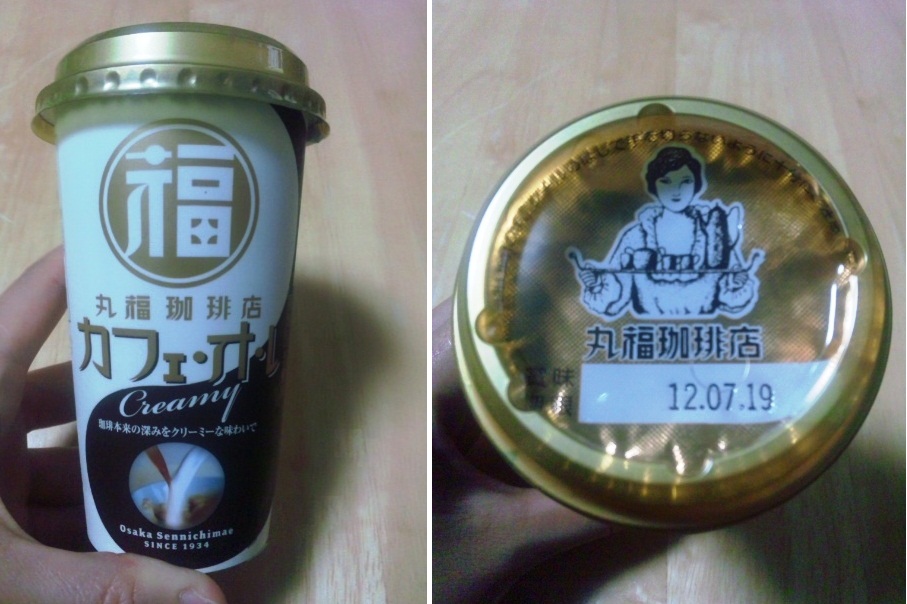 福
丸福珈琲店
カフェ・オ・レ
Creamy
珈琲本来の深みをクリーミーな味わいで
Osaka Sennichimae
SINCE 1934
丸福珈琲店
賞味
期限
12.07.19